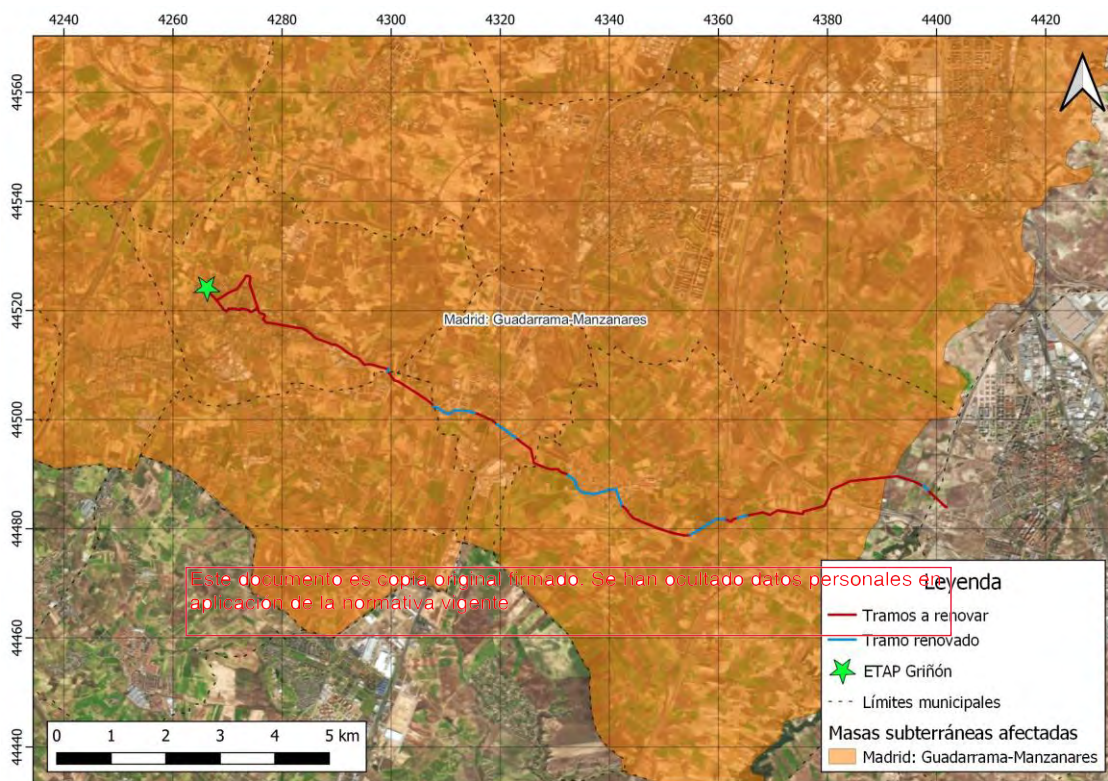 4240 4260 4280 4300 4320 4340 4360 4380 4400 4420
44560
44540
44520
44500
44480
44460
44440
Madrid: Guadarrama-Manzanares
Este documento es copia original firmado. Se han ocultado datos personales en
aplicación de la normativa vigente
Leyenda
Tramos a renovar
Tramo renovado
ETAP Griñón
Límites municipales
Masas subterráneas afectadas
Madrid: Guadarrama-Manzanares
0 1 2 3 4 5 km